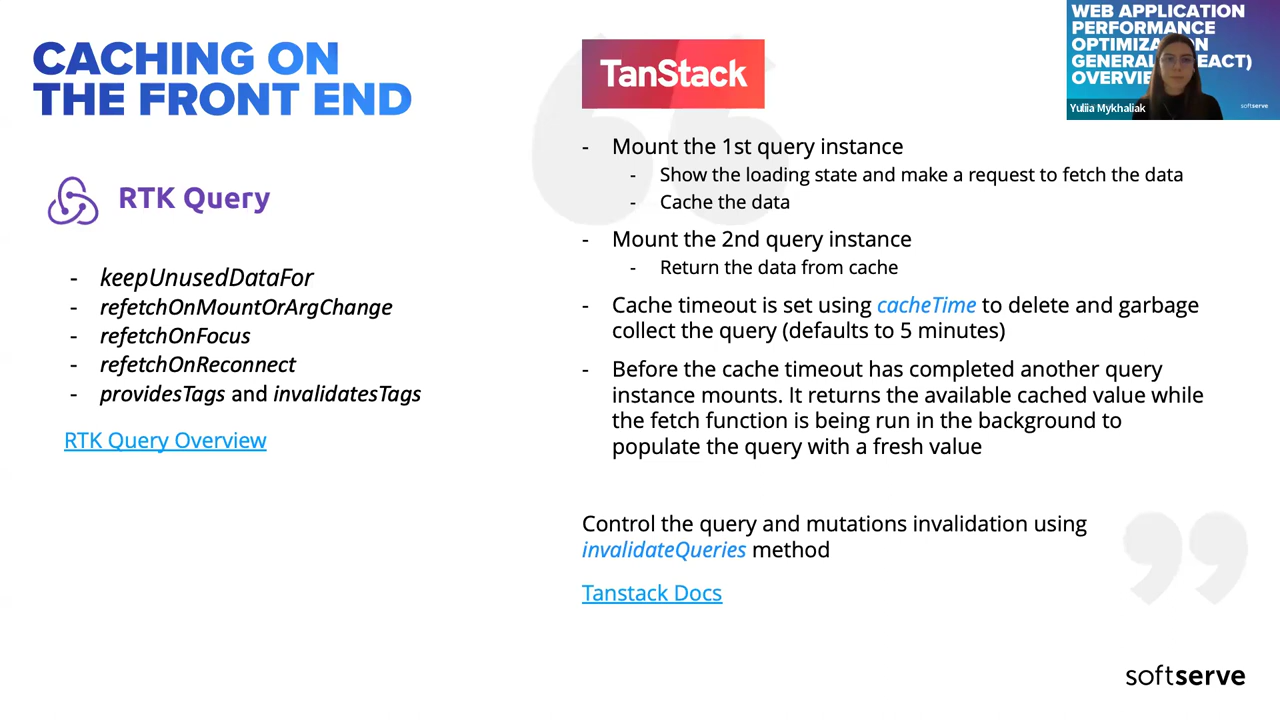 CACHING ON
THE FRONT END
RTK Query
- keepUnusedDataFor
- refetchOnMountOrArgChange
- refetchOnFocus
- refetchOnReconnect
- providesTags and invalidatesTags
RTK Query Overview
TanStack
- Mount the 1st query instance
- Show the loading state and make a request to fetch the data
- Cache the data
- Mount the 2nd query instance
- Return the data from cache
- Cache timeout is set using cacheTime to delete and garbage
collect the query (defaults to 5 minutes)
- Before the cache timeout has completed another query
instance mounts. It returns the available cached value while
the fetch function is being run in the background to
populate the query with a fresh value
Control the query and mutations invalidation using
invalidateQueries method
Tanstack Docs
WEB APPLICATION
PERFORMANCE
OPTIMIZA N
GENERAL EACT)
OVERVIE
Yuliia Mykhaliak
softserve
softserve